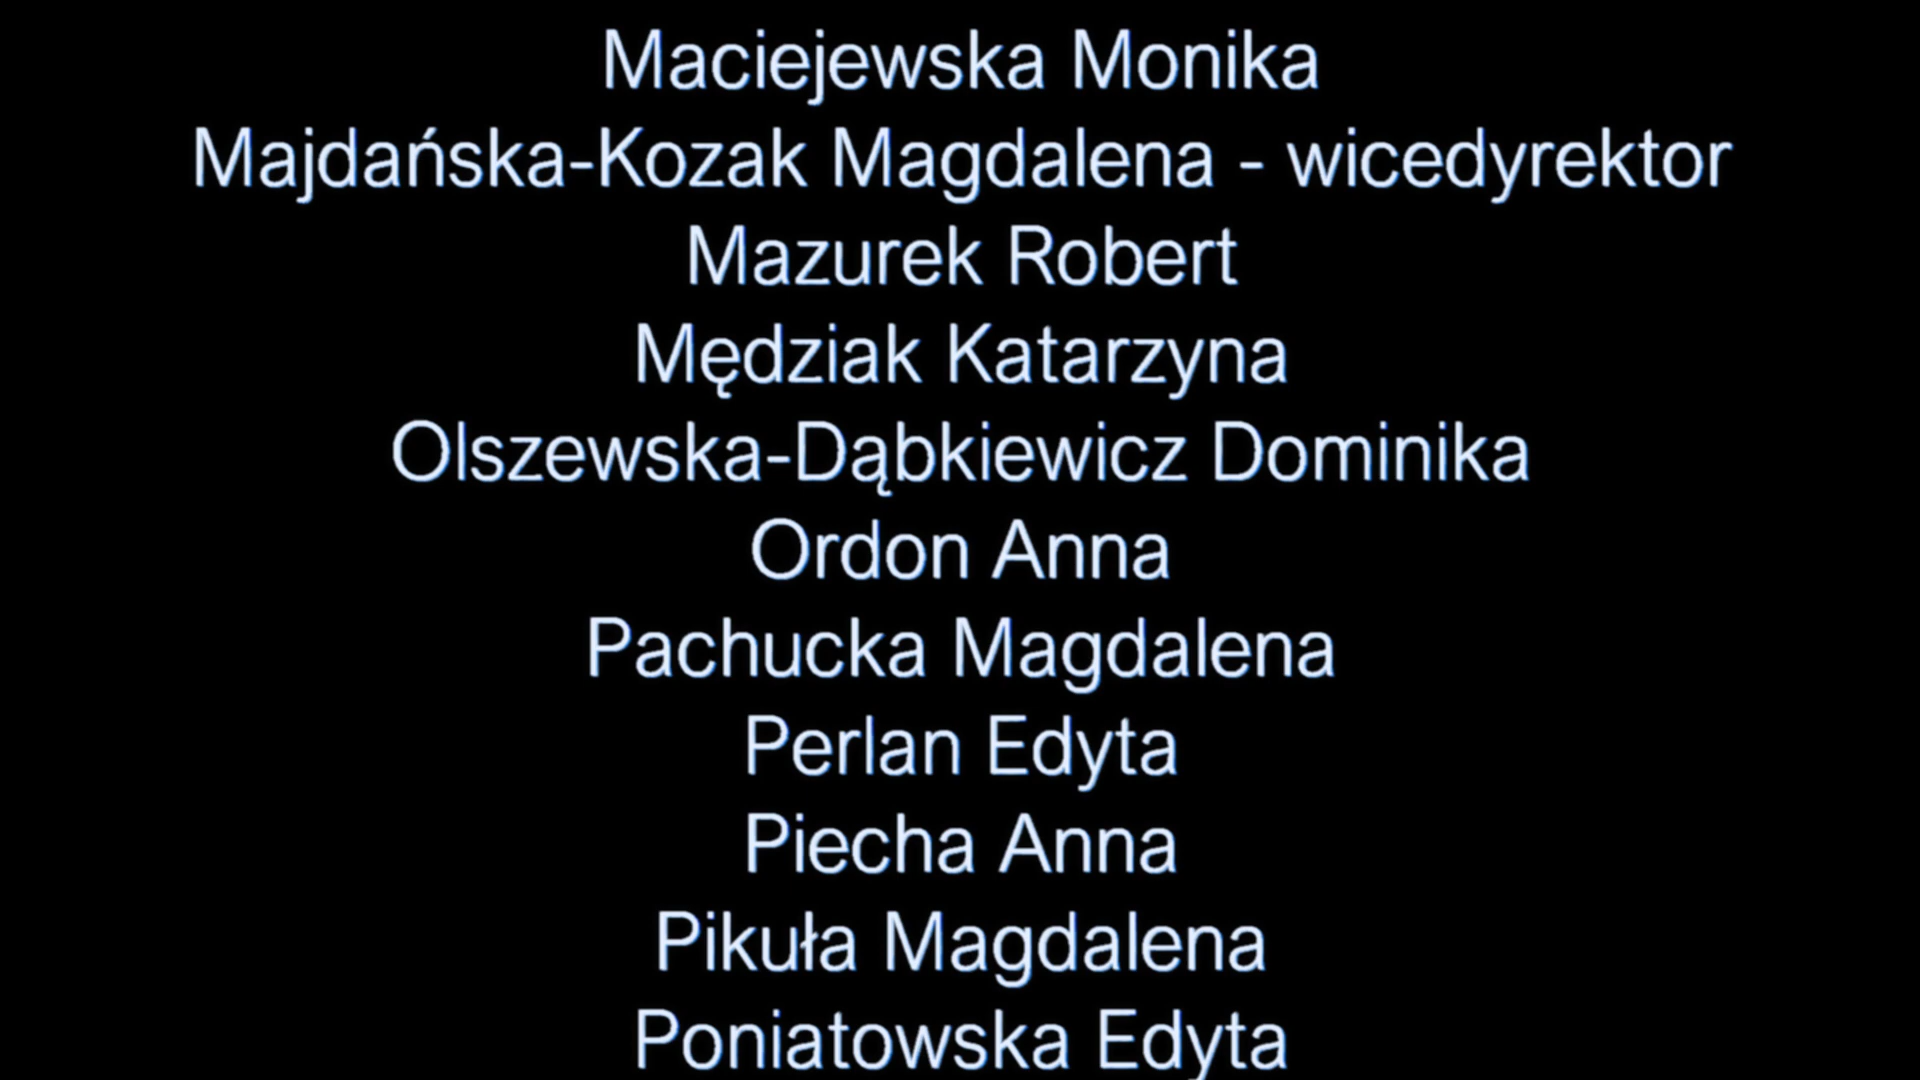 Maciejewska Monika
Majdańska-Kozak Magdalena - wicedyrektor
Mazurek Robert
Mędziak Katarzyna
Olszewska-Dąbkiewicz Dominika
Ordon Anna
Pachucka Magdalena
Perlan Edyta
Piecha Anna
Pikuła Magdalena
Poniatowska Edyta